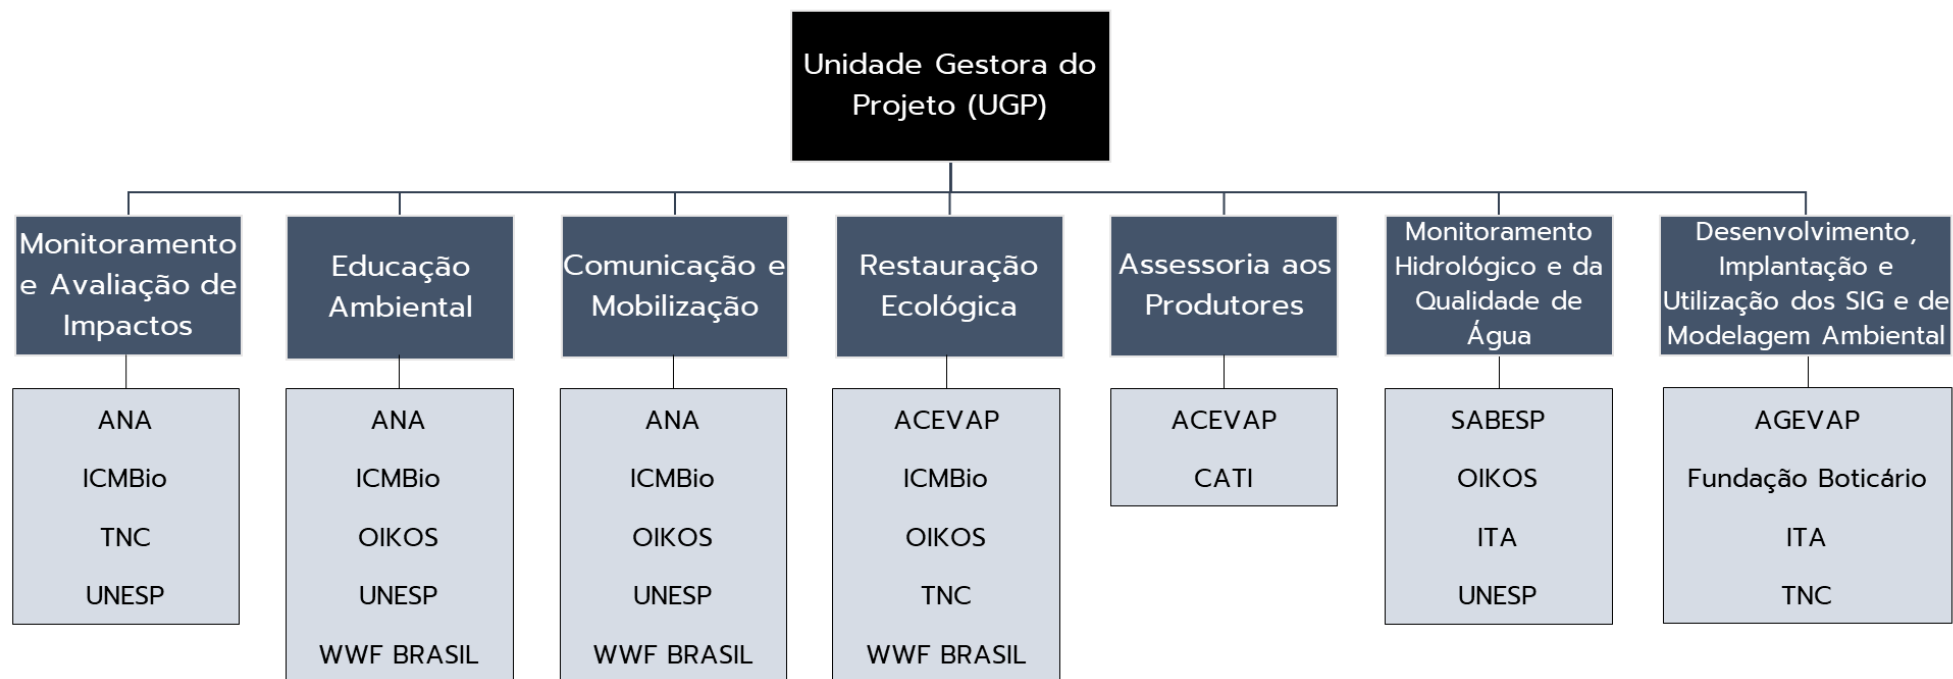 Unidade Gestora do
Projeto (UGP)
Monitoramento
e Avaliação de
Impactos
ANA
ICMBio
TNC
UNESP
Educação
Ambiental
ANA
ICMBio
OIKOS
UNESP
WWF BRASIL
Comunicação e
Mobilização
ANA
ICMBio
OIKOS
UNESP
WWF BRASIL
Restauração
Ecológica
ACEVAP
ICMBio
OIKOS
TNC
WWF BRASIL
Assessoria aos
Produtores
ACEVAP
CATI
Monitoramento
Hidrológico e da
Qualidade de
Água
SABESP
OIKOS
ITA
UNESP
Desenvolvimento,
Implantação e
Utilização dos SIG e de
Modelagem Ambiental
AGEVAP
Fundação Boticário
ITA
TNC